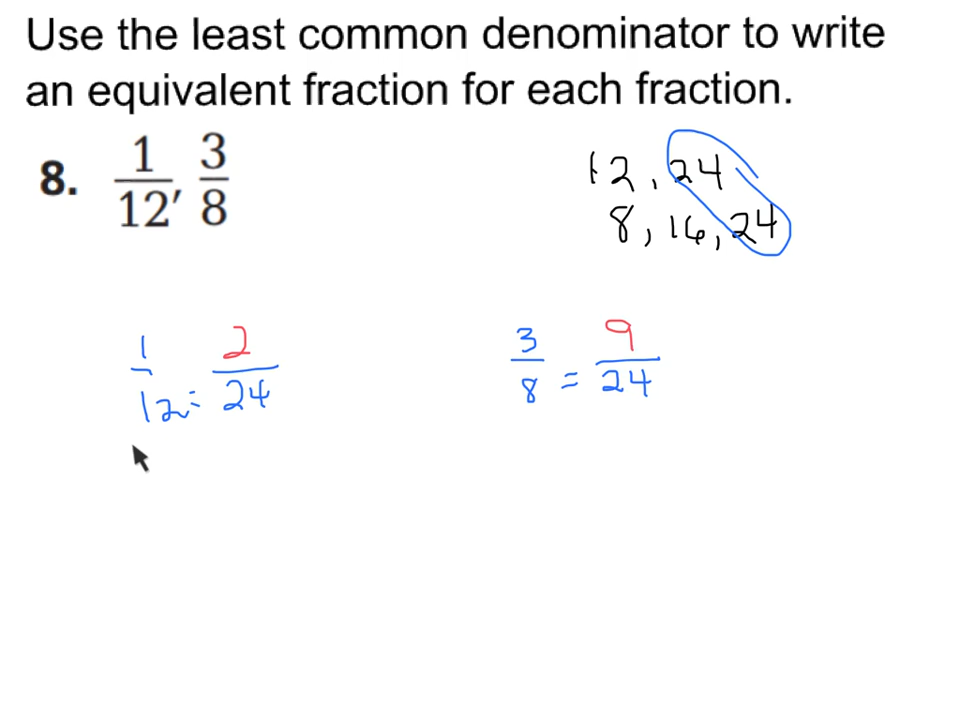 Use the least common denominator to write
an equivalent fraction for each fraction.
8. 1/12, 3/8
12, 24
8, 16, 24
1/12 = 2/24
3/8 = 9/24